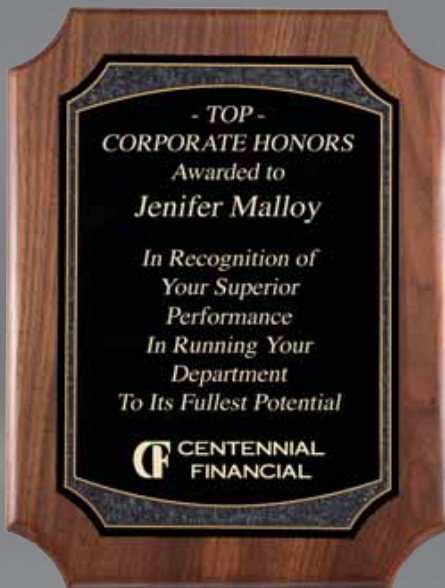 - TOP -
CORPORATE HONORS
Awarded to
Jenifer Malloy
In Recognition of
Your Superior
Performance
In Running Your
Department
To Its Fullest Potential
CF CENTENNIAL
FINANCIAL